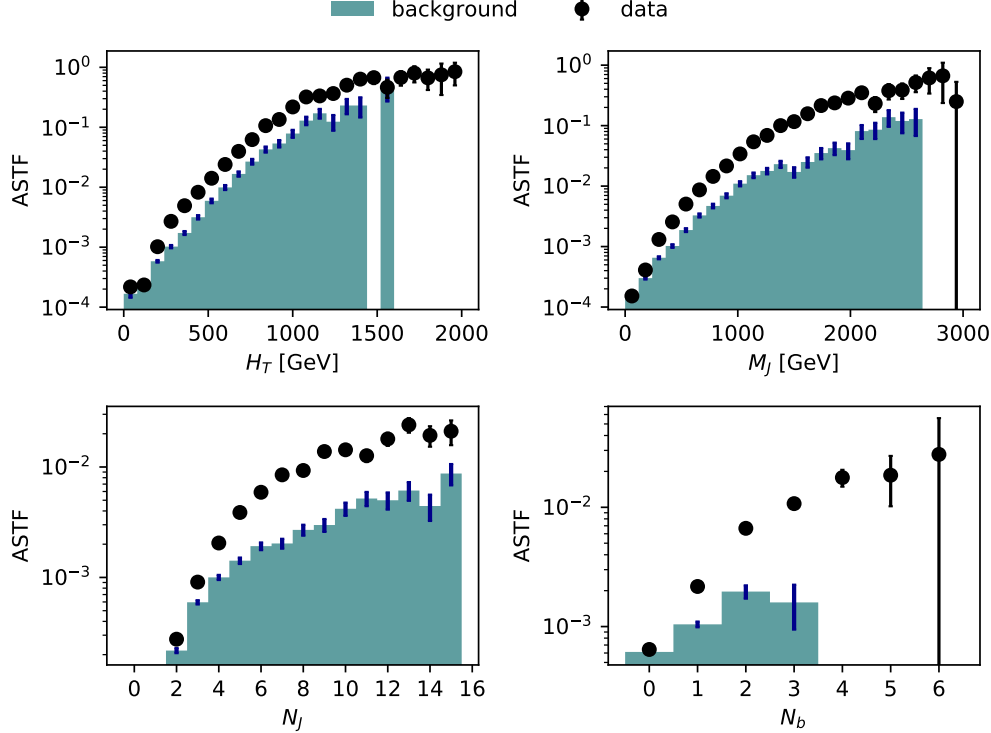 background data
10^0
10^-1
10^-2
10^-3
10^-4
ASTF
0 500 1000 1500 2000
H_T [GeV]
10^0
10^-1
10^-2
10^-3
10^-4
ASTF
0 1000 2000 3000
M_J [GeV]
10^-2
10^-3
ASTF
0 2 4 6 8 10 12 14 16
N_J
10^-2
10^-3
ASTF
0 1 2 3 4 5 6
N_b